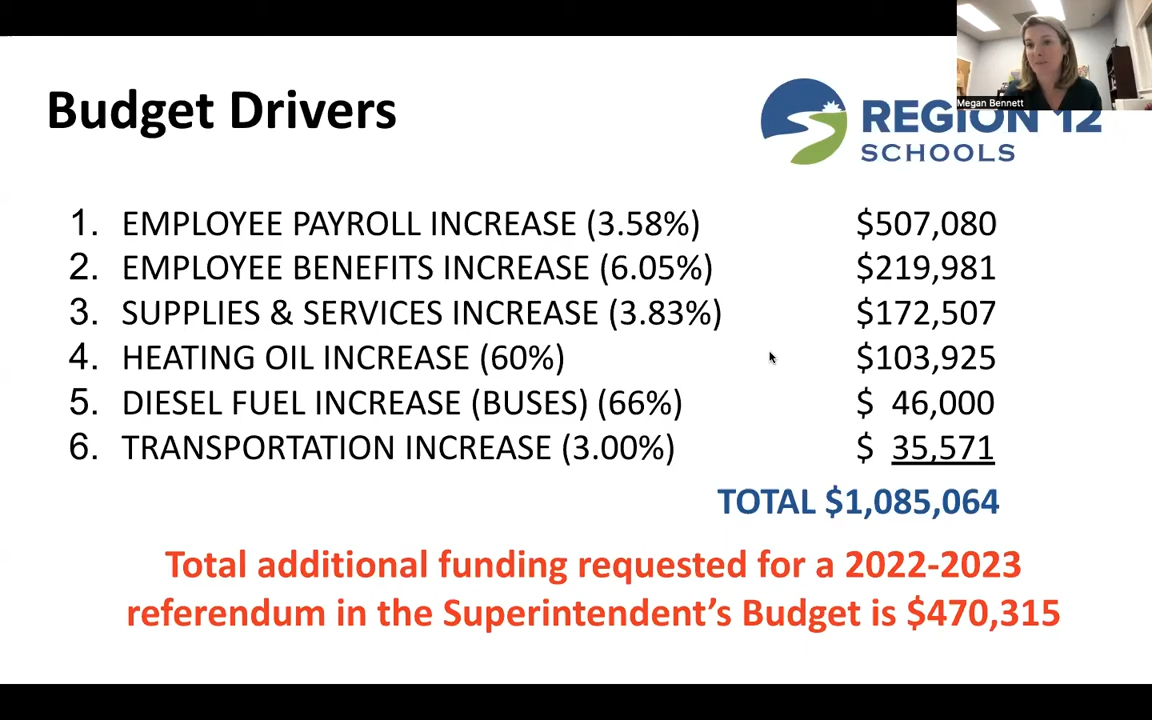 Megan Bennett
Budget Drivers
REGION 12
SCHOOLS
1. EMPLOYEE PAYROLL INCREASE (3.58%) $507,080
2. EMPLOYEE BENEFITS INCREASE (6.05%) $219,981
3. SUPPLIES & SERVICES INCREASE (3.83%) $172,507
4. HEATING OIL INCREASE (60%) $103,925
5. DIESEL FUEL INCREASE (BUSES) (66%) $ 46,000
6. TRANSPORTATION INCREASE (3.00%) $ 35,571
TOTAL $1,085,064
Total additional funding requested for a 2022-2023
referendum in the Superintendent’s Budget is $470,315